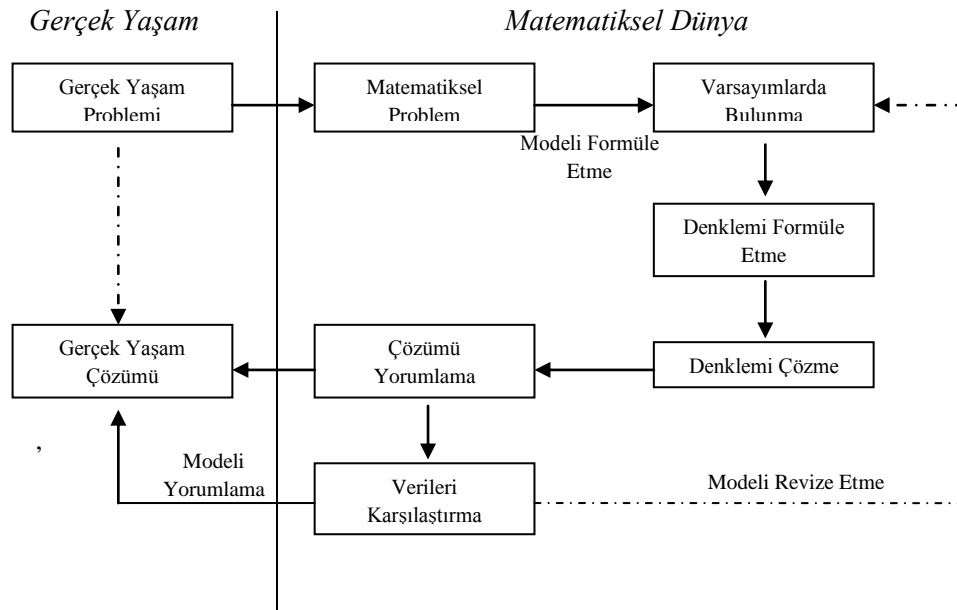 Gerçek Yaşam
Matematiksel Dünya
Gerçek Yaşam
Problemi
Matematiksel
Problem
Varsayımlarda
Bulunma
Modeli Formüle
Etme
Denklemi Formüle
Etme
Gerçek Yaşam
Çözümü
Çözümü
Yorumlama
Denklemi Çözme
,
Modeli
Yorumlama
Verileri
Karşılaştırma
Modeli Revize Etme